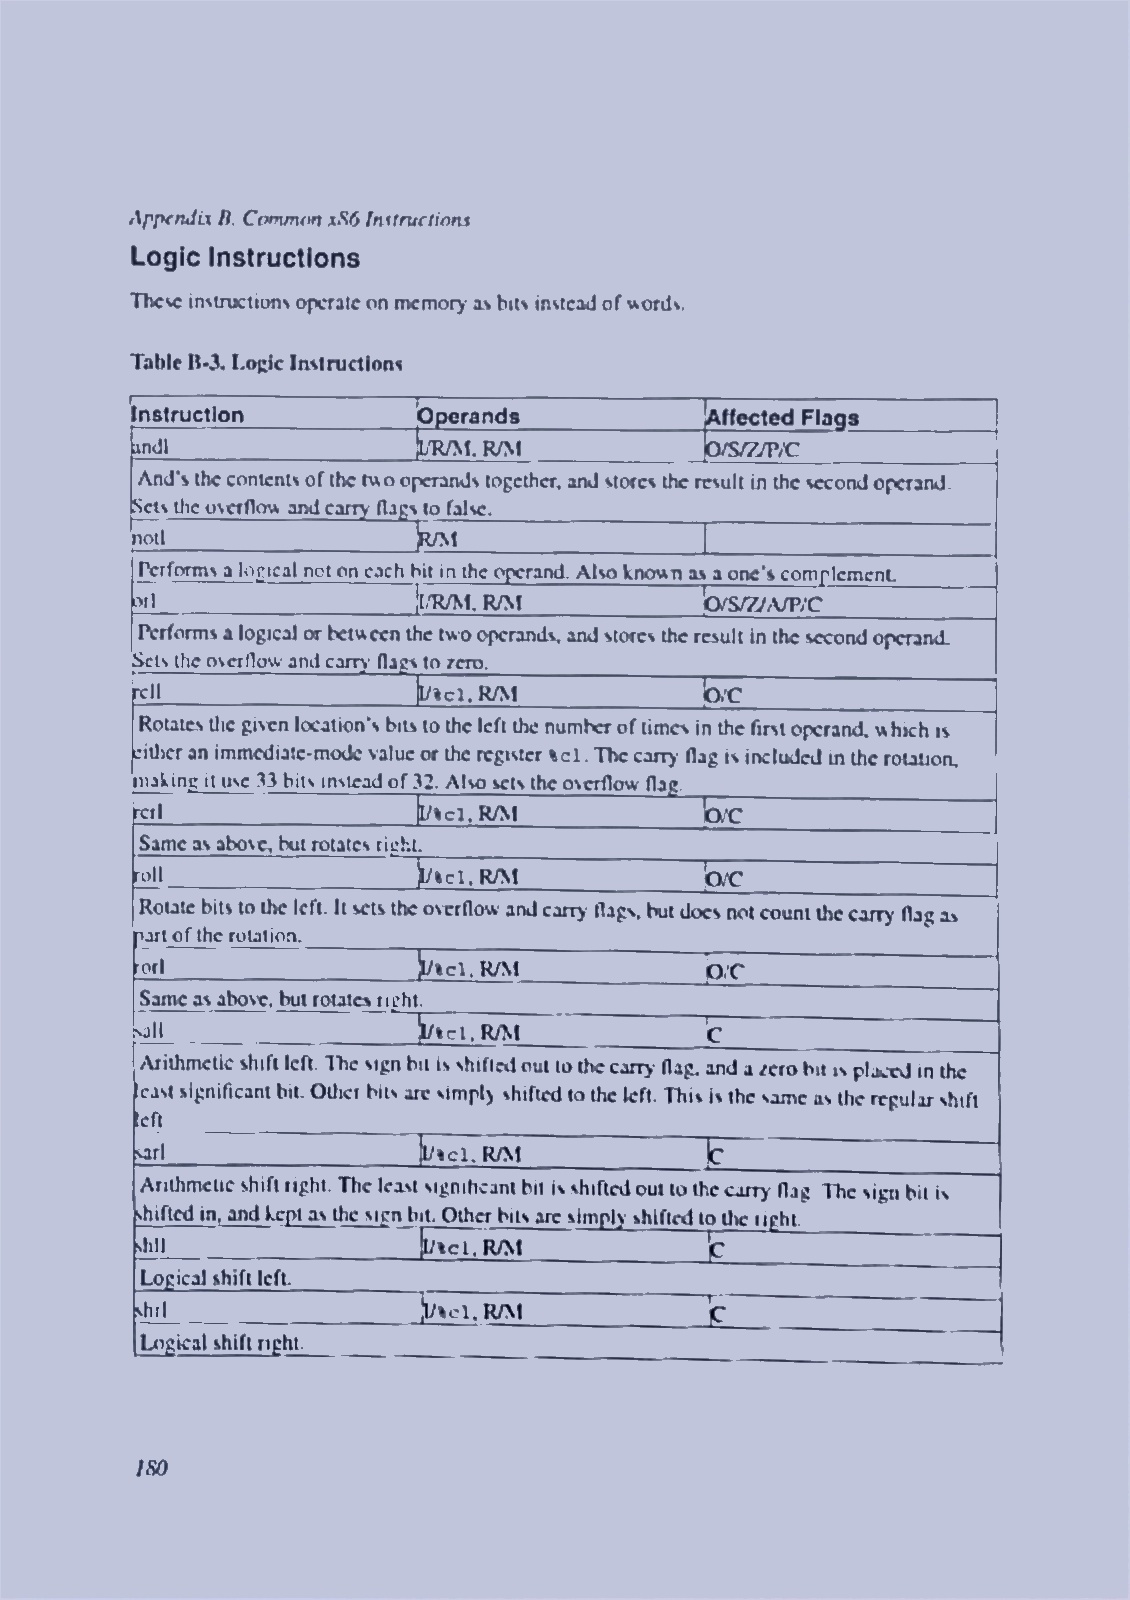 Appendix B. Common x86 Instructions
Logic Instructions
These instructions operate on memory as bits instead of words.
Table B-3. Logic Instructions
Instruction Operands Affected Flags
andl I/R/M, R/M O/S/Z/P/C
And's the contents of the two operands together, and stores the result in the second operand.
Sets the overflow and carry flags to false.
notl R/M
Performs a logical not on each bit in the operand. Also known as a one's complement.
orl I/R/M, R/M O/S/Z/A/P/C
Performs a logical or between the two operands, and stores the result in the second operand.
Sets the overflow and carry flags to zero.
rcll I/%cl, R/M O/C
Rotates the given location's bits to the left the number of times in the first operand, which is
either an immediate-mode value or the register %cl. The carry flag is included in the rotation,
making it use 33 bits instead of 32. Also sets the overflow flag.
rcrl I/%cl, R/M O/C
Same as above, but rotates right.
roll I/%cl, R/M O/C
Rotate bits to the left. It sets the overflow and carry flags, but does not count the carry flag as
part of the rotation.
rorl I/%cl, R/M O/C
Same as above, but rotates right.
sall I/%cl, R/M C
Arithmetic shift left. The sign bit is shifted out to the carry flag, and a zero bit is placed in the
least significant bit. Other bits are simply shifted to the left. This is the same as the regular shift
left
sarl I/%cl, R/M C
Arithmetic shift right. The least significant bit is shifted out to the carry flag. The sign bit is
shifted in, and kept as the sign bit. Other bits are simply shifted to the right.
shll I/%cl, R/M C
Logical shift left.
shrl I/%cl, R/M C
Logical shift right.
180